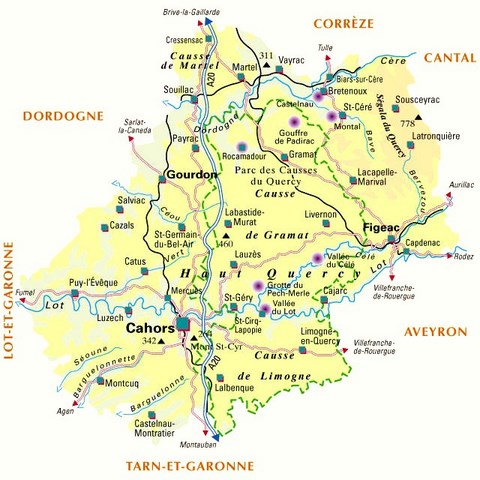 Brive-la-Gaillarde
CORRÈZE
Cressensac
Causse
de Martel
A20
311
Vayrac
Tulle
Cère
CANTAL
Martel
Biars-sur-Cère
Bretenoux
Souillac
Castelnau
St-Céré
Sousceyrac
DORDOGNE
Dordogne
Montal
778
Ségala du Quercy
Sarlat-
la-Caneda
Payrac
Gouffre
de Padirac
Bave
Latronquière
Rocamadour
Gramat
Gourdon
Parc des Causses
du Quercy
Lacapelle-
Marival
Bervezou
Aurillac
Causse
Salviac
Céou
Labastide-
Murat
Livernon
Cazals
St-Germain-
du-Bel-Air
460
de Gramat
Figeac
Capdenac
Vert
Lauzès
Vallée
du Célé
Célé
Lot
Rodez
Catus
Haut Quercy
LOT-ET-GARONNE
Fumel
Puy-l'Évêque
Mercuès
Grotte du
Pech-Merle
Villefranche-
de-Rouergue
Lot
Luzech
St-Géry
Cajarc
Vallée
du Lot
St-Cirq-
Lapopie
Cahors
342
264
Mont St-Cyr
Limogne-
en-Quercy
AVEYRON
Villefranche-
de-Rouergue
Séoune
Barguelonnette
Causse
A20
de Limogne
Montcuq
Lalbenque
Barguelonne
Agen
Castelnau-
Montratier
Montauban
TARN-ET-GARONNE